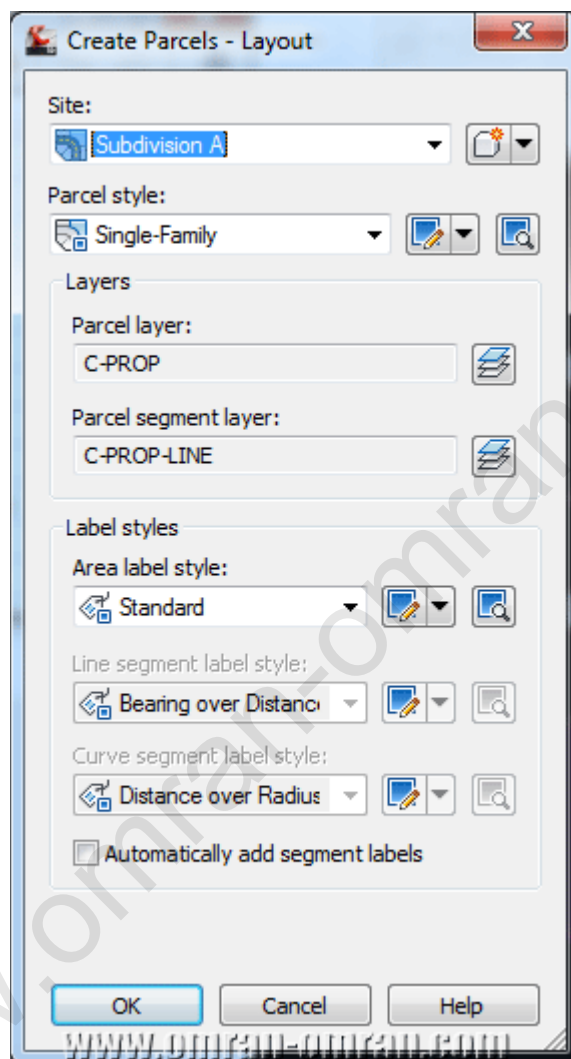 Create Parcels - Layout
Site:
Subdivision A
Parcel style:
Single-Family
Layers
Parcel layer:
C-PROP
Parcel segment layer:
C-PROP-LINE
Label styles
Area label style:
Standard
Line segment label style:
Bearing over Distanc
Curve segment label style:
Distance over Radius
Automatically add segment labels
OK Cancel Help
www.omran-omran.com